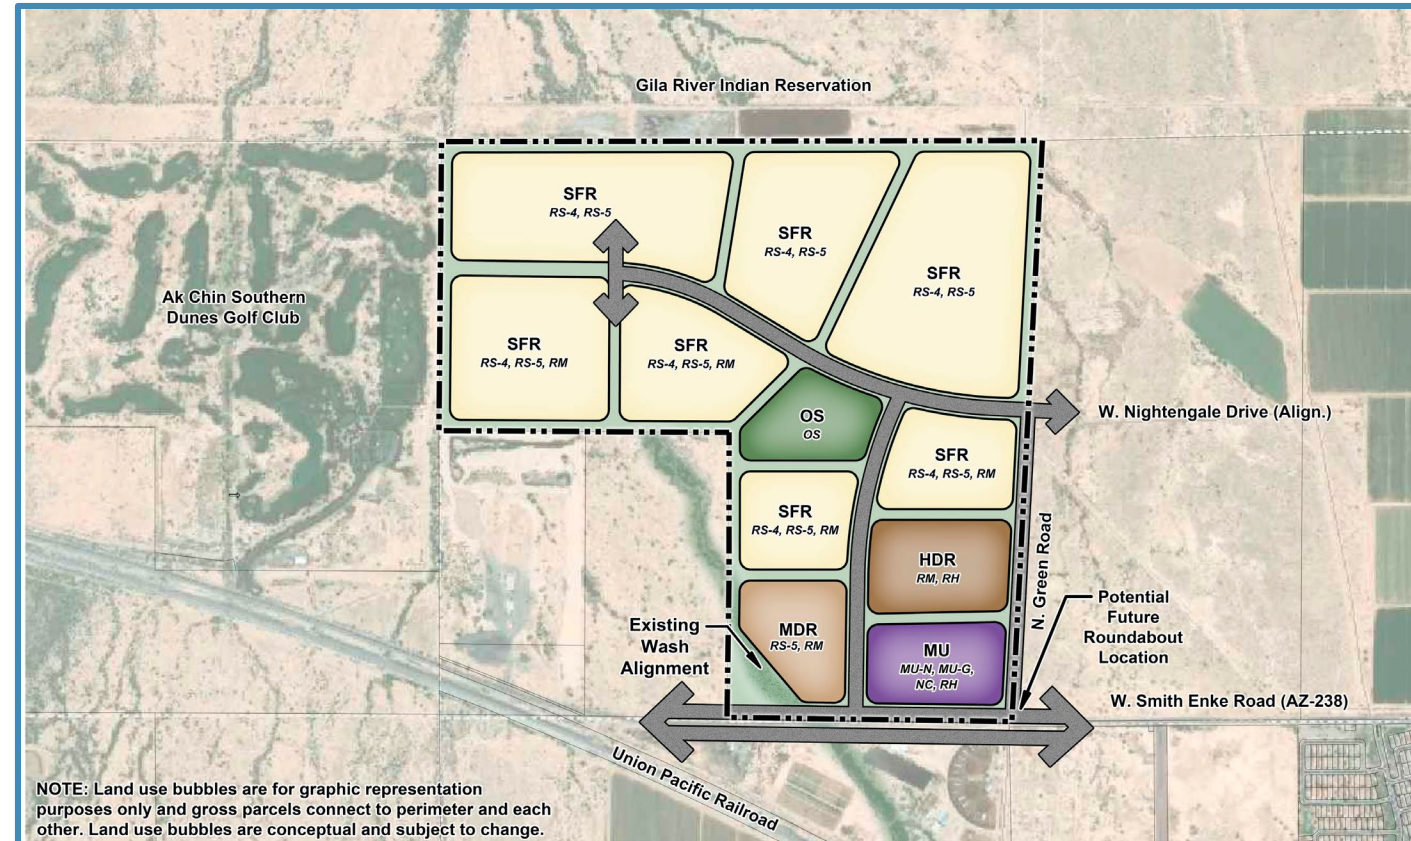 Gila River Indian Reservation
SFR
RS-4, RS-5
SFR
RS-4, RS-5
SFR
RS-4, RS-5
Ak Chin Southern
Dunes Golf Club
SFR
RS-4, RS-5, RM
SFR
RS-4, RS-5, RM
OS
OS
W. Nightengale Drive (Align.)
SFR
RS-4, RS-5, RM
SFR
RS-4, RS-5, RM
HDR
RM, RH
N. Green Road
MDR
RS-5, RM
MU
MU-N, MU-G,
NC, RH
Existing
Wash
Alignment
Potential
Future
Roundabout
Location
W. Smith Enke Road (AZ-238)
Union Pacific Railroad
NOTE: Land use bubbles are for graphic representation
purposes only and gross parcels connect to perimeter and each
other. Land use bubbles are conceptual and subject to change.